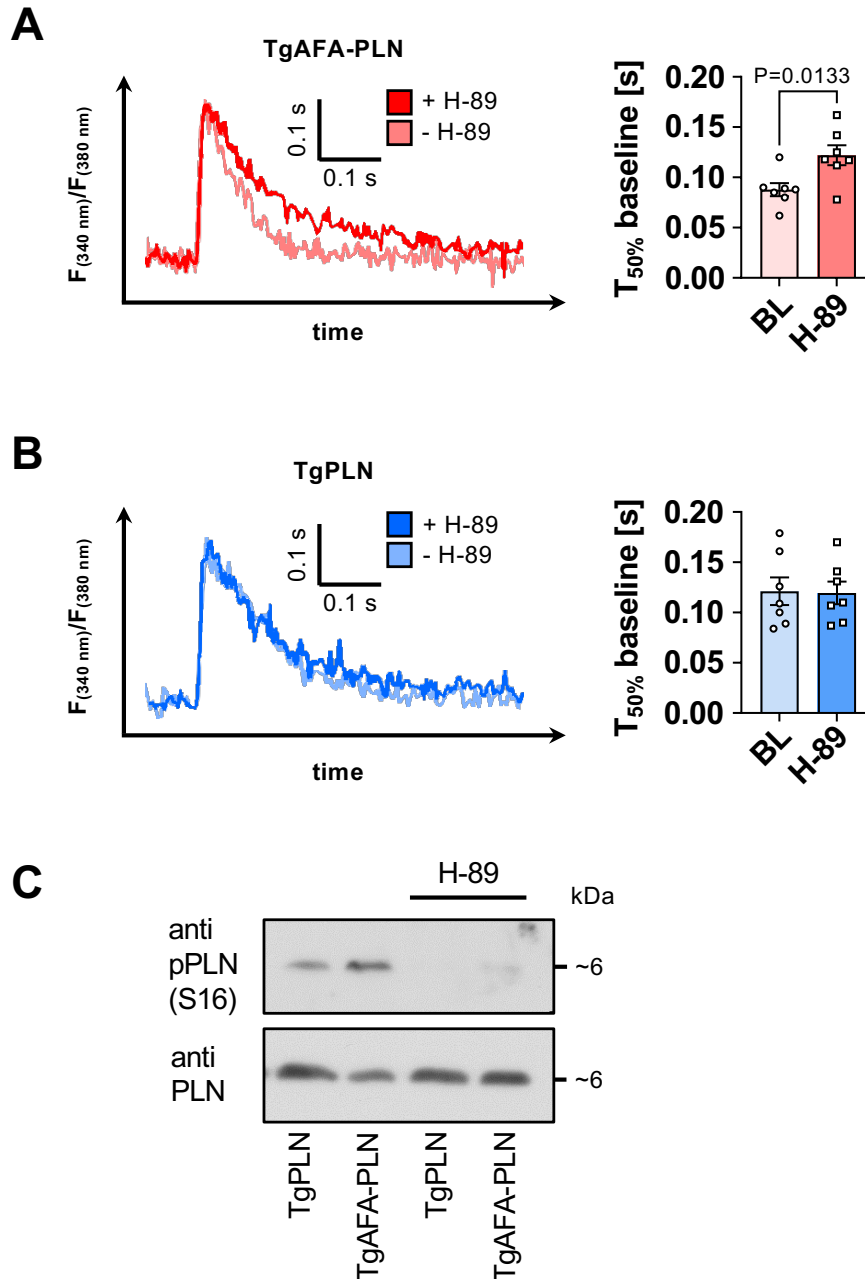 A
TgAFA-PLN
F(340 nm)/F(380 nm)
time
0.1 s
0.1 s
+ H-89
- H-89
T50% baseline [s]
0.20
0.15
0.10
0.05
0.00
P=0.0133
BL
H-89
B
TgPLN
F(340 nm)/F(380 nm)
time
0.1 s
0.1 s
+ H-89
- H-89
T50% baseline [s]
0.20
0.15
0.10
0.05
0.00
BL
H-89
C
H-89
kDa
anti
pPLN
(S16)
~6
anti
PLN
~6
TgPLN
TgAFA-PLN
TgPLN
TgAFA-PLN